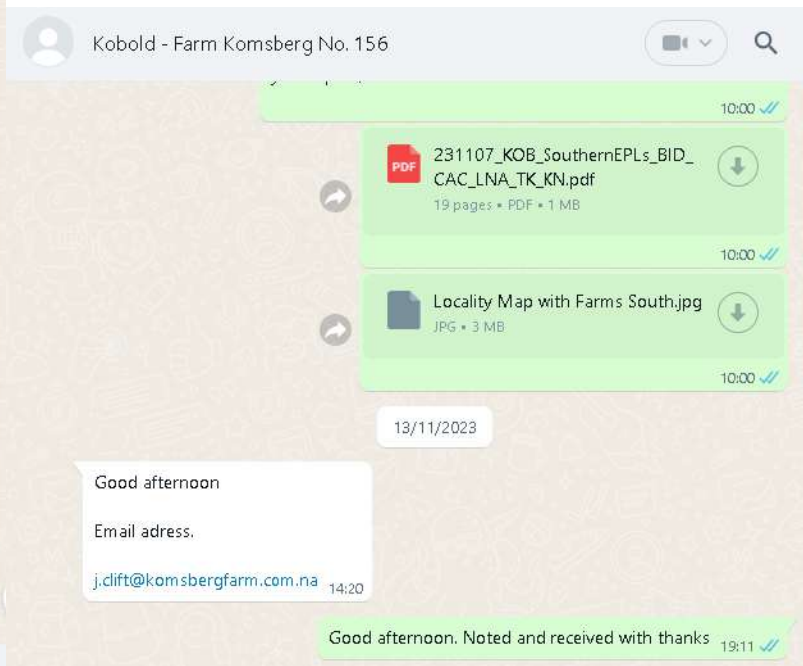 Kobold - Farm Komsberg No. 156
10:00
PDF
231107_KOB_SouthernEPLs_BID_
CAC_LNA_TK_KN.pdf
19 pages • PDF • 1 MB
10:00
Locality Map with Farms South.jpg
JPG • 3 MB
10:00
13/11/2023
Good afternoon
Email adress.
j.clift@komsbergfarm.com.na 14:20
Good afternoon. Noted and received with thanks 19:11